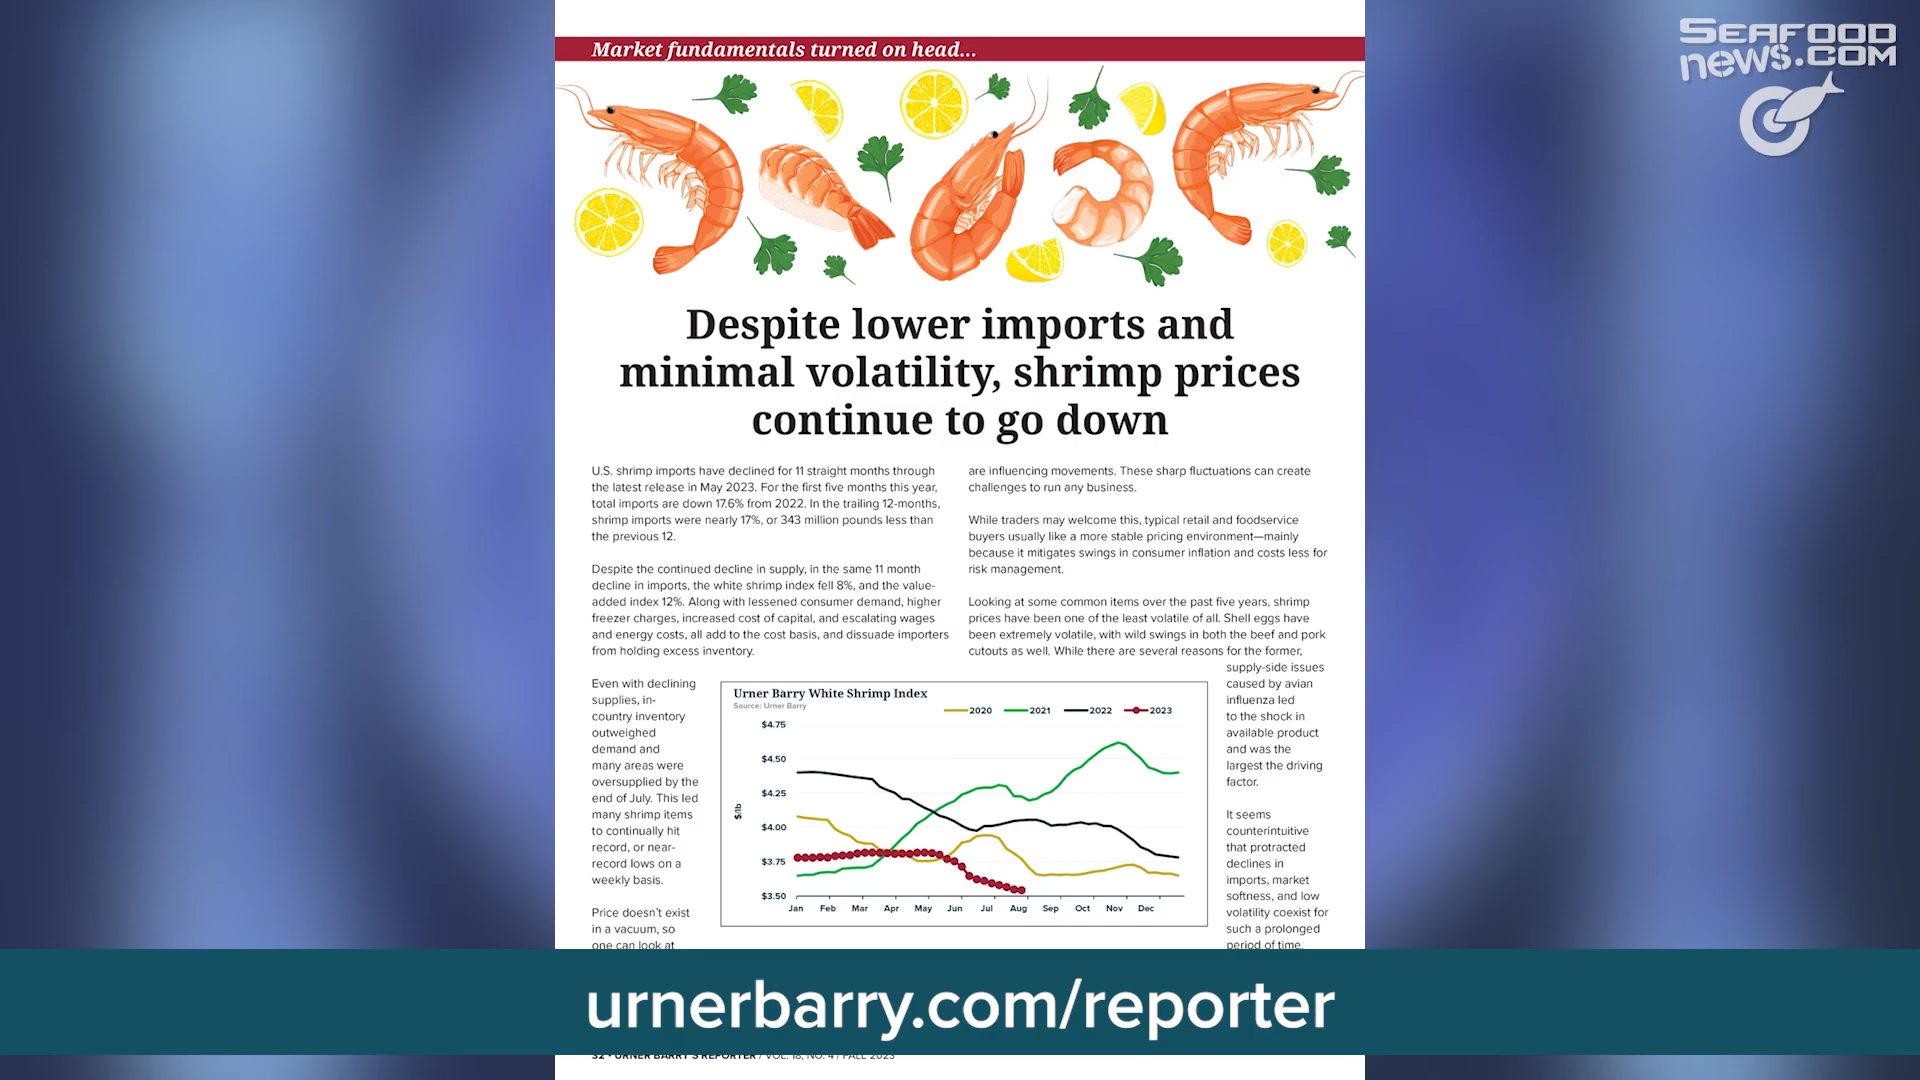 Market fundamentals turned on head...
SEAFOOD
news.COM
Despite lower imports and
minimal volatility, shrimp prices
continue to go down
U.S. shrimp imports have declined for 11 straight months through
the latest release in May 2023. For the first five months this year,
total imports are down 17.6% from 2022. In the trailing 12-months,
shrimp imports were nearly 17%, or 343 million pounds less than
the previous 12.
Despite the continued decline in supply, in the same 11 month
decline in imports, the white shrimp index fell 8%, and the value-
added index 12%. Along with lessened consumer demand, higher
freezer charges, increased cost of capital, and escalating wages
and energy costs, all add to the cost basis, and dissuade importers
from holding excess inventory.
Even with declining
supplies, in-
country inventory
outweighed
demand and
many areas were
oversupplied by the
end of July. This led
many shrimp items
to continually hit
record, or near-
record lows on a
weekly basis.
Price doesn't exist
in a vacuum, so
one can look at
are influencing movements. These sharp fluctuations can create
challenges to run any business.
While traders may welcome this, typical retail and foodservice
buyers usually like a more stable pricing environment—mainly
because it mitigates swings in consumer inflation and costs less for
risk management.
Looking at some common items over the past five years, shrimp
prices have been one of the least volatile of all. Shell eggs have
been extremely volatile, with wild swings in both the beef and pork
cutouts as well. While there are several reasons for the former,
supply-side issues
caused by avian
influenza led
to the shock in
available product
and was the
largest the driving
factor.
It seems
counterintuitive
that protracted
declines in
imports, market
softness, and low
volatility coexist for
such a prolonged
period of time.
Urner Barry White Shrimp Index
Source: Urner Barry
2020 2021 2022 2023
$/lb
$4.75
$4.50
$4.25
$4.00
$3.75
$3.50
Jan Feb Mar Apr May Jun Jul Aug Sep Oct Nov Dec
urnerbarry.com/reporter
32 • URNER BARRY'S REPORTER / VOL. 18, NO. 4 / FALL 2023